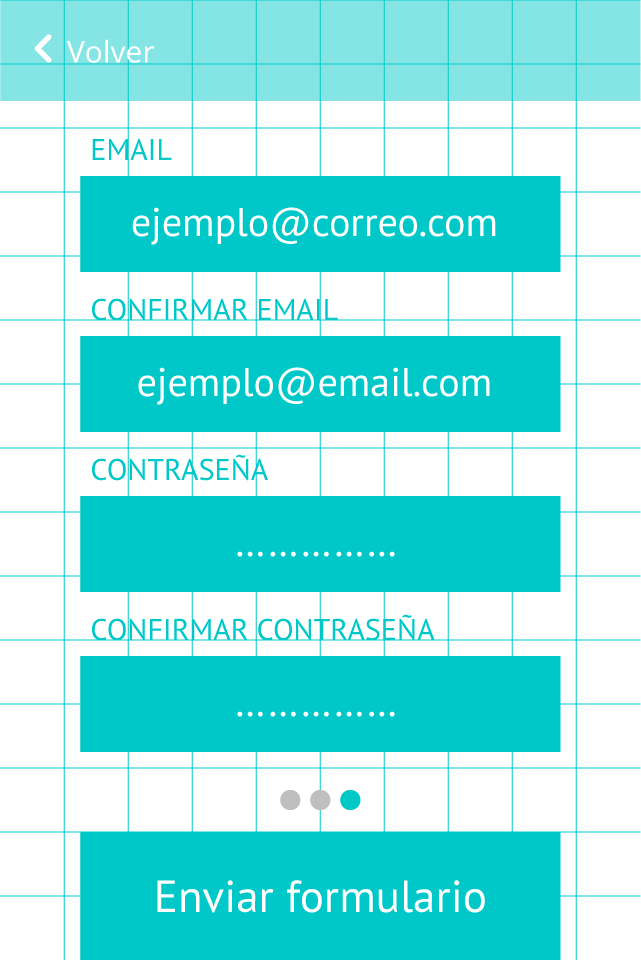 Volver
EMAIL
ejemplo@correo.com
CONFIRMAR EMAIL
ejemplo@email.com
CONTRASEÑA
……………
CONFIRMAR CONTRASEÑA
……………
Enviar formulario